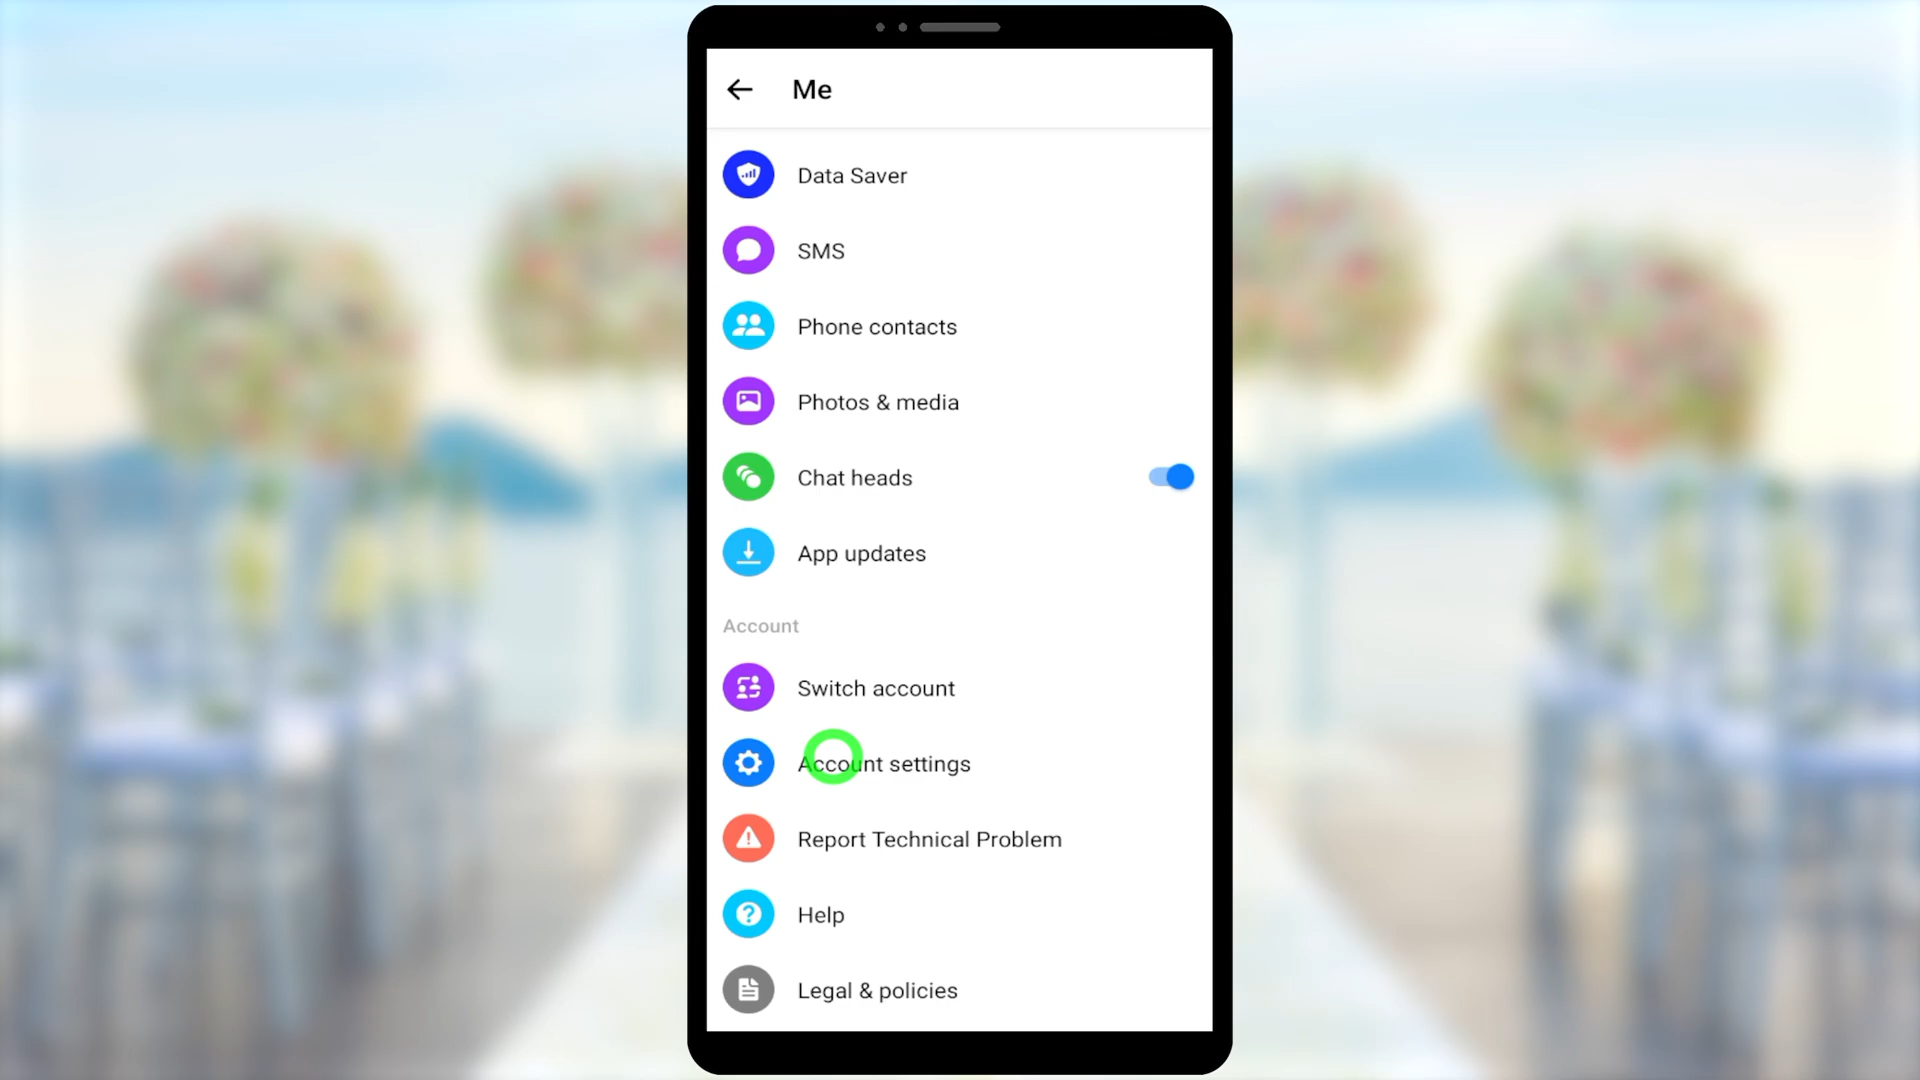 Me
Data Saver
SMS
Phone contacts
Photos & media
Chat heads
App updates
Account
Switch account
Account settings
Report Technical Problem
Help
Legal & policies